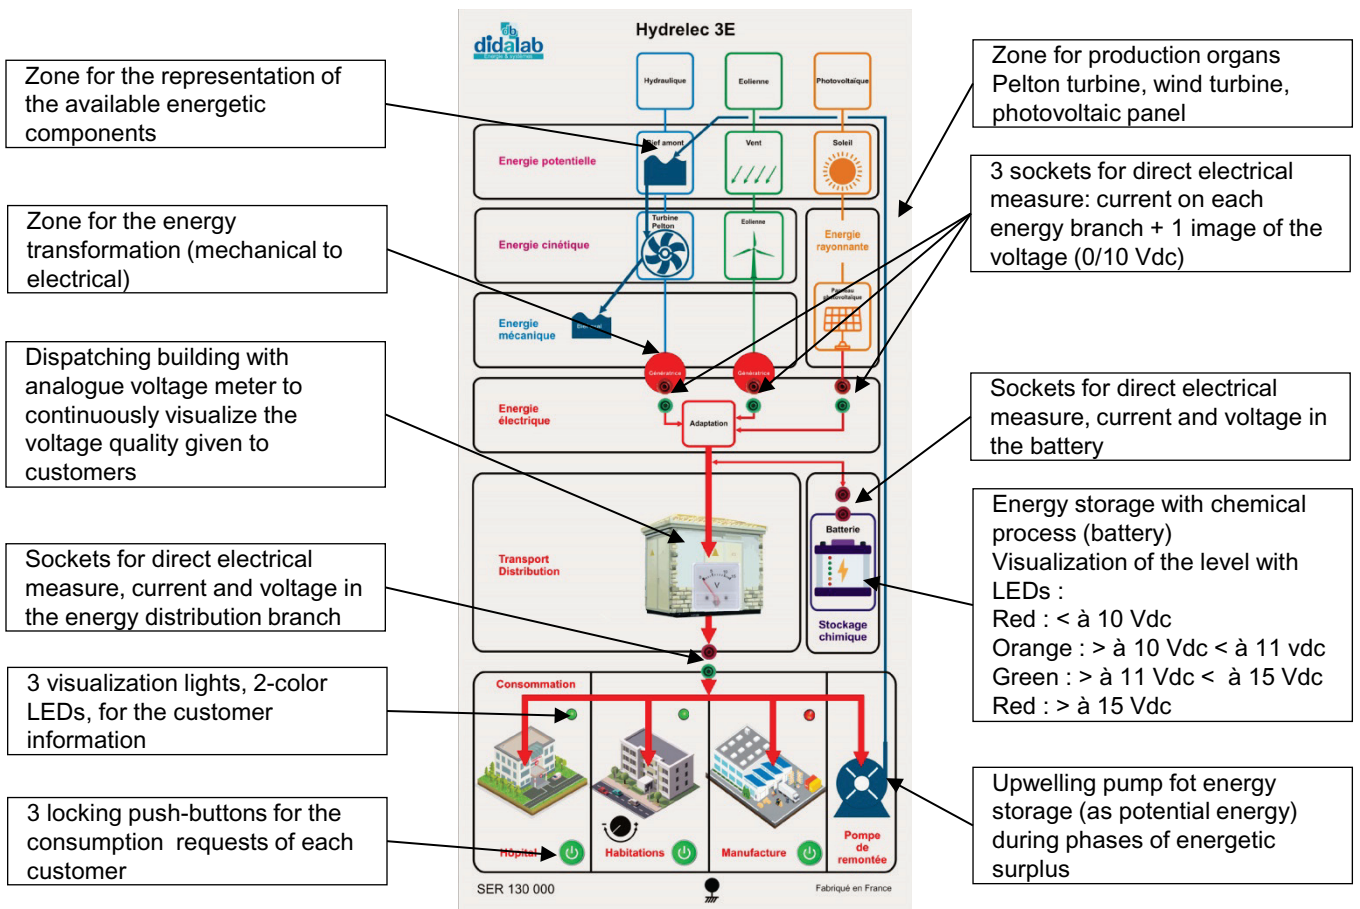 Zone for the representation of
the available energetic
components
Zone for the energy
transformation (mechanical to
electrical)
Dispatching building with
analogue voltage meter to
continuously visualize the
voltage quality given to
customers
Sockets for direct electrical
measure, current and voltage in
the energy distribution branch
3 visualization lights, 2-color
LEDs, for the customer
information
3 locking push-buttons for the
consumption requests of each
customer
didalab
Energie & systèmes
Hydrelec 3E
Hydraulique
Eolienne
Photovoltaïque
Energie potentielle
Bief amont
Vent
Soleil
Energie cinétique
Turbine
Pelton
Eolienne
Energie
rayonnante
Energie
mécanique
Panneau
photovoltaïque
Génératrice
Génératrice
Energie
électrique
Adaptation
Transport
Distribution
V
Batterie
Stockage
chimique
Consommation
Hôpital
Habitations
Manufacture
Pompe
de
remontée
SER 130 000
Fabriqué en France
Zone for production organs
Pelton turbine, wind turbine,
photovoltaic panel
3 sockets for direct electrical
measure: current on each
energy branch + 1 image of the
voltage (0/10 Vdc)
Sockets for direct electrical
measure, current and voltage in
the battery
Energy storage with chemical
process (battery)
Visualization of the level with
LEDs :
Red : < à 10 Vdc
Orange : > à 10 Vdc < à 11 vdc
Green : > à 11 Vdc < à 15 Vdc
Red : > à 15 Vdc
Upwelling pump fot energy
storage (as potential energy)
during phases of energetic
surplus